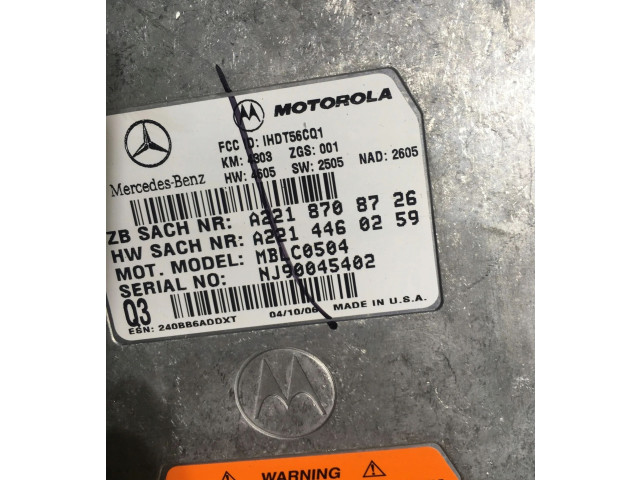 MOTOROLA
FCC ID: IHDT56CQ1
KM: 4303 ZGS: 001
HW: 4605 SW: 2505 NAD: 2605
Mercedes-Benz
ZB SACH NR: A221 870 87 26
HW SACH NR: A221 446 02 59
MOT. MODEL: MBLC0504
SERIAL NO: NJ90045402
Q3 04/10/06 MADE IN U.S.A.
ESN: 240BB6ADDXT
WARNING